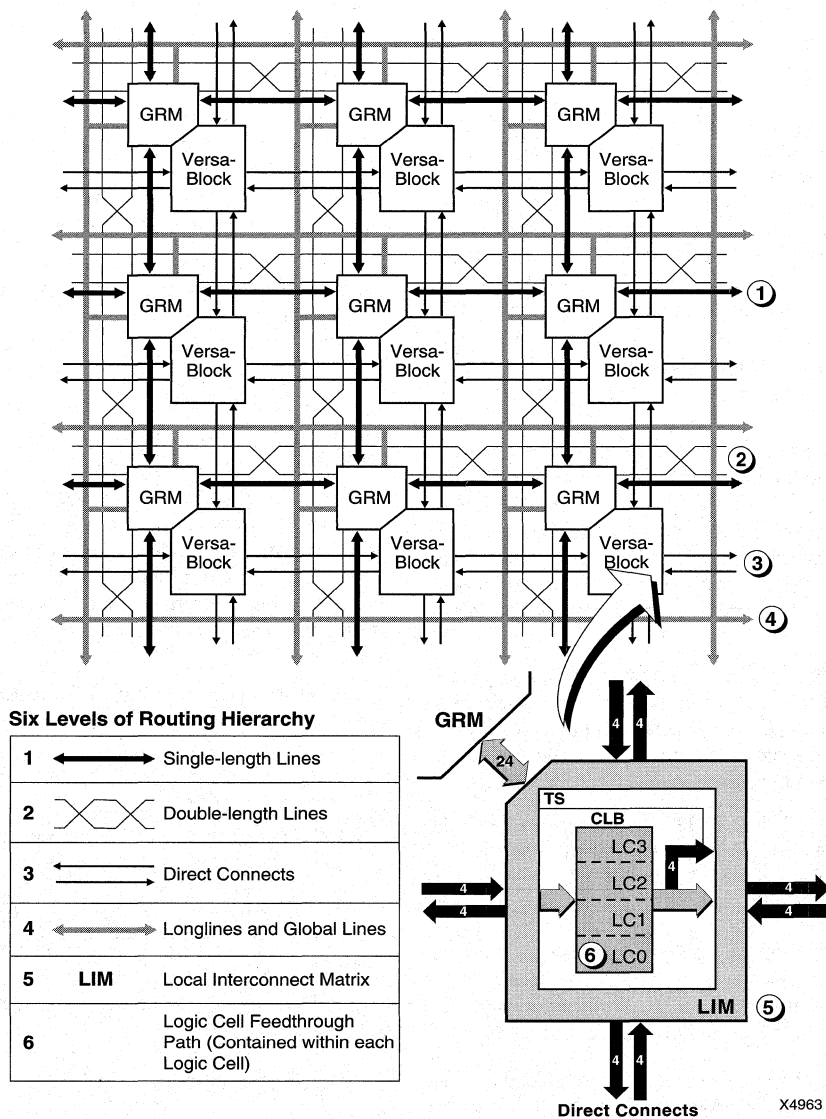 GRM GRM GRM
Versa-
Block
Versa-
Block
Versa-
Block
GRM GRM GRM
1
Versa-
Block
Versa-
Block
Versa-
Block
2
GRM GRM GRM
Versa-
Block
Versa-
Block
Versa-
Block
3
4
Six Levels of Routing Hierarchy
1 Single-length Lines
2 Double-length Lines
3 Direct Connects
4 Longlines and Global Lines
5 LIM Local Interconnect Matrix
6 Logic Cell Feedthrough
Path (Contained within each
Logic Cell)
GRM
24
4 4
TS
CLB
LC3
4
LC2
LC1
6 LC0
4 4
4 4
LIM 5
4 4
Direct Connects
X4963